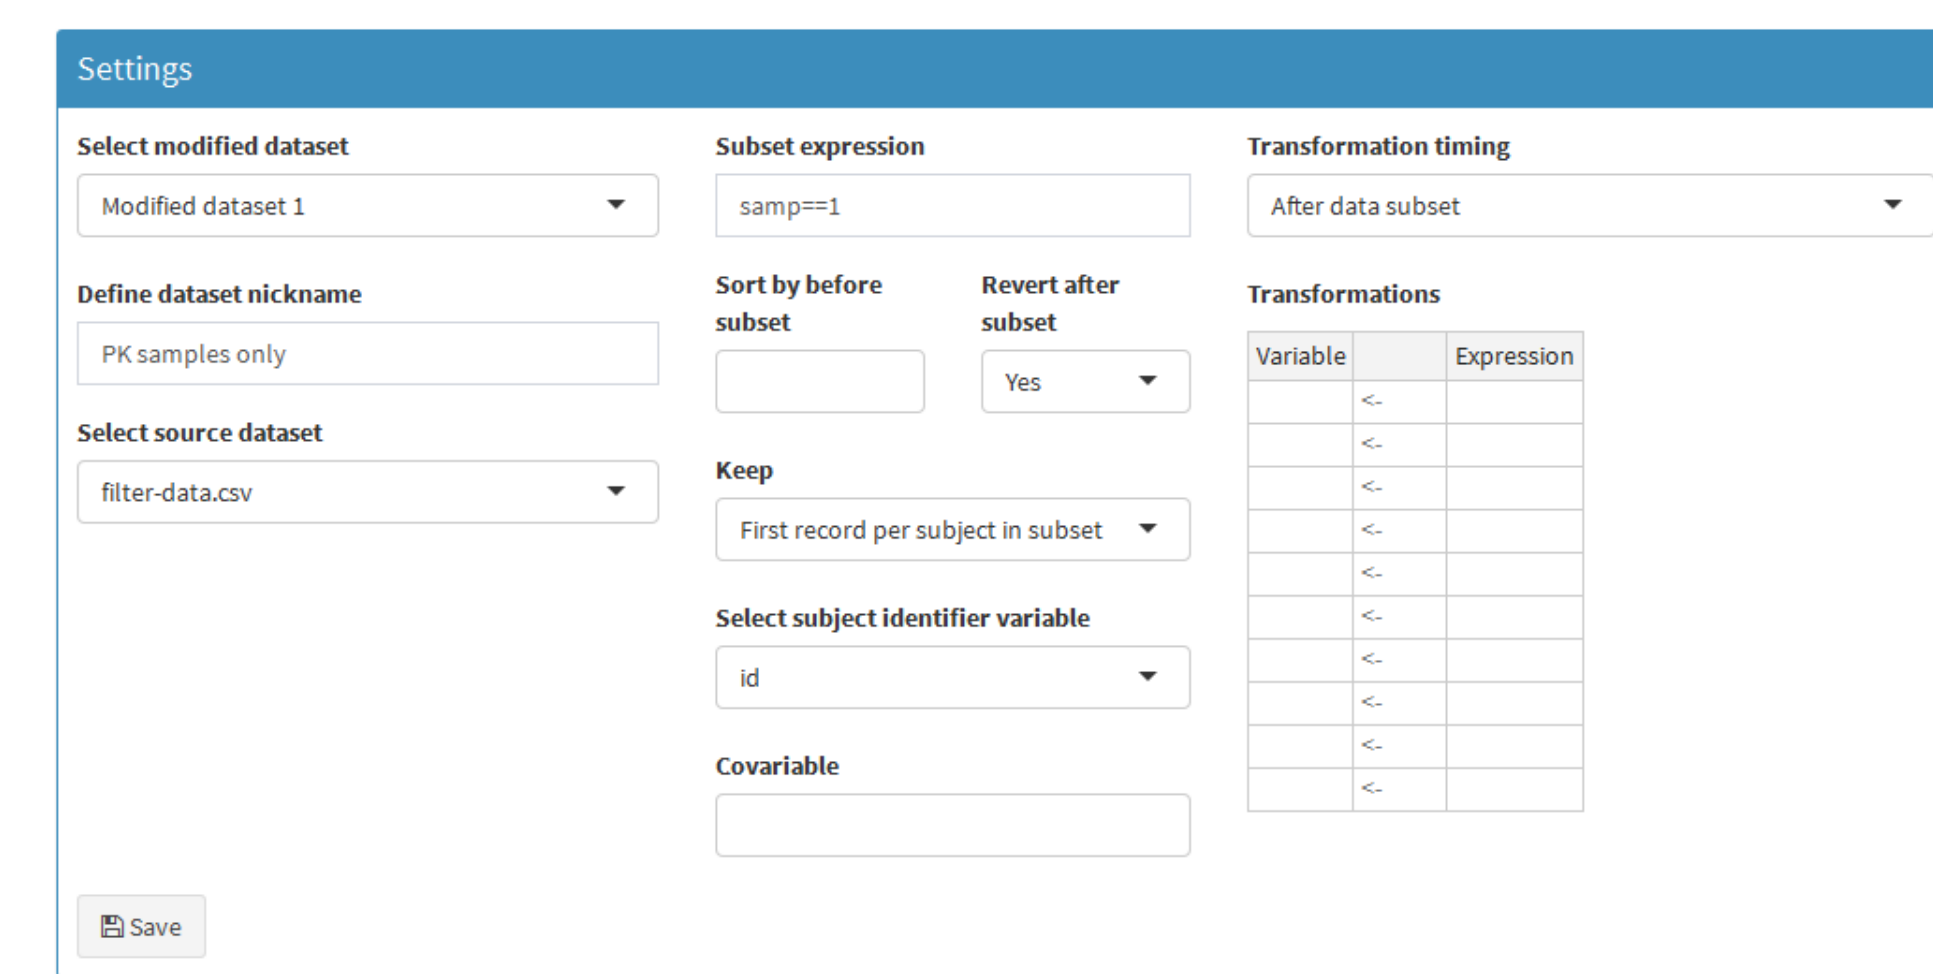 Settings
Select modified dataset
Modified dataset 1
Define dataset nickname
PK samples only
Select source dataset
filter-data.csv
Subset expression
samp==1
Sort by before
subset
Revert after
subset
Yes
Keep
First record per subject in subset
Select subject identifier variable
id
Covariable
Transformation timing
After data subset
Transformations
Variable Expression
<-
<-
<-
<-
<-
<-
<-
<-
<-
<-
Save